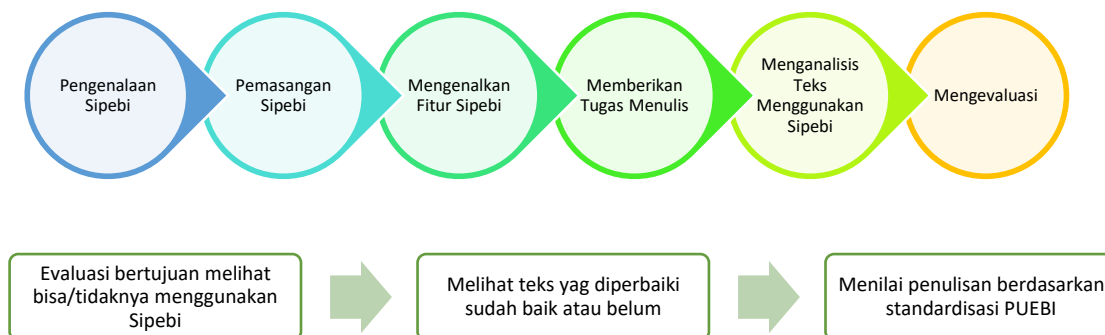 Pengenalaan
Sipebi
Pemasangan
Sipebi
Mengenalkan
Fitur Sipebi
Memberikan
Tugas Menulis
Menganalisis
Teks
Menggunakan
Sipebi
Mengevaluasi
Evaluasi bertujuan melihat
bisa/tidaknya menggunakan
Sipebi
Melihat teks yag diperbaiki
sudah baik atau belum
Menilai penulisan berdasarkan
standardisasi PUEBI